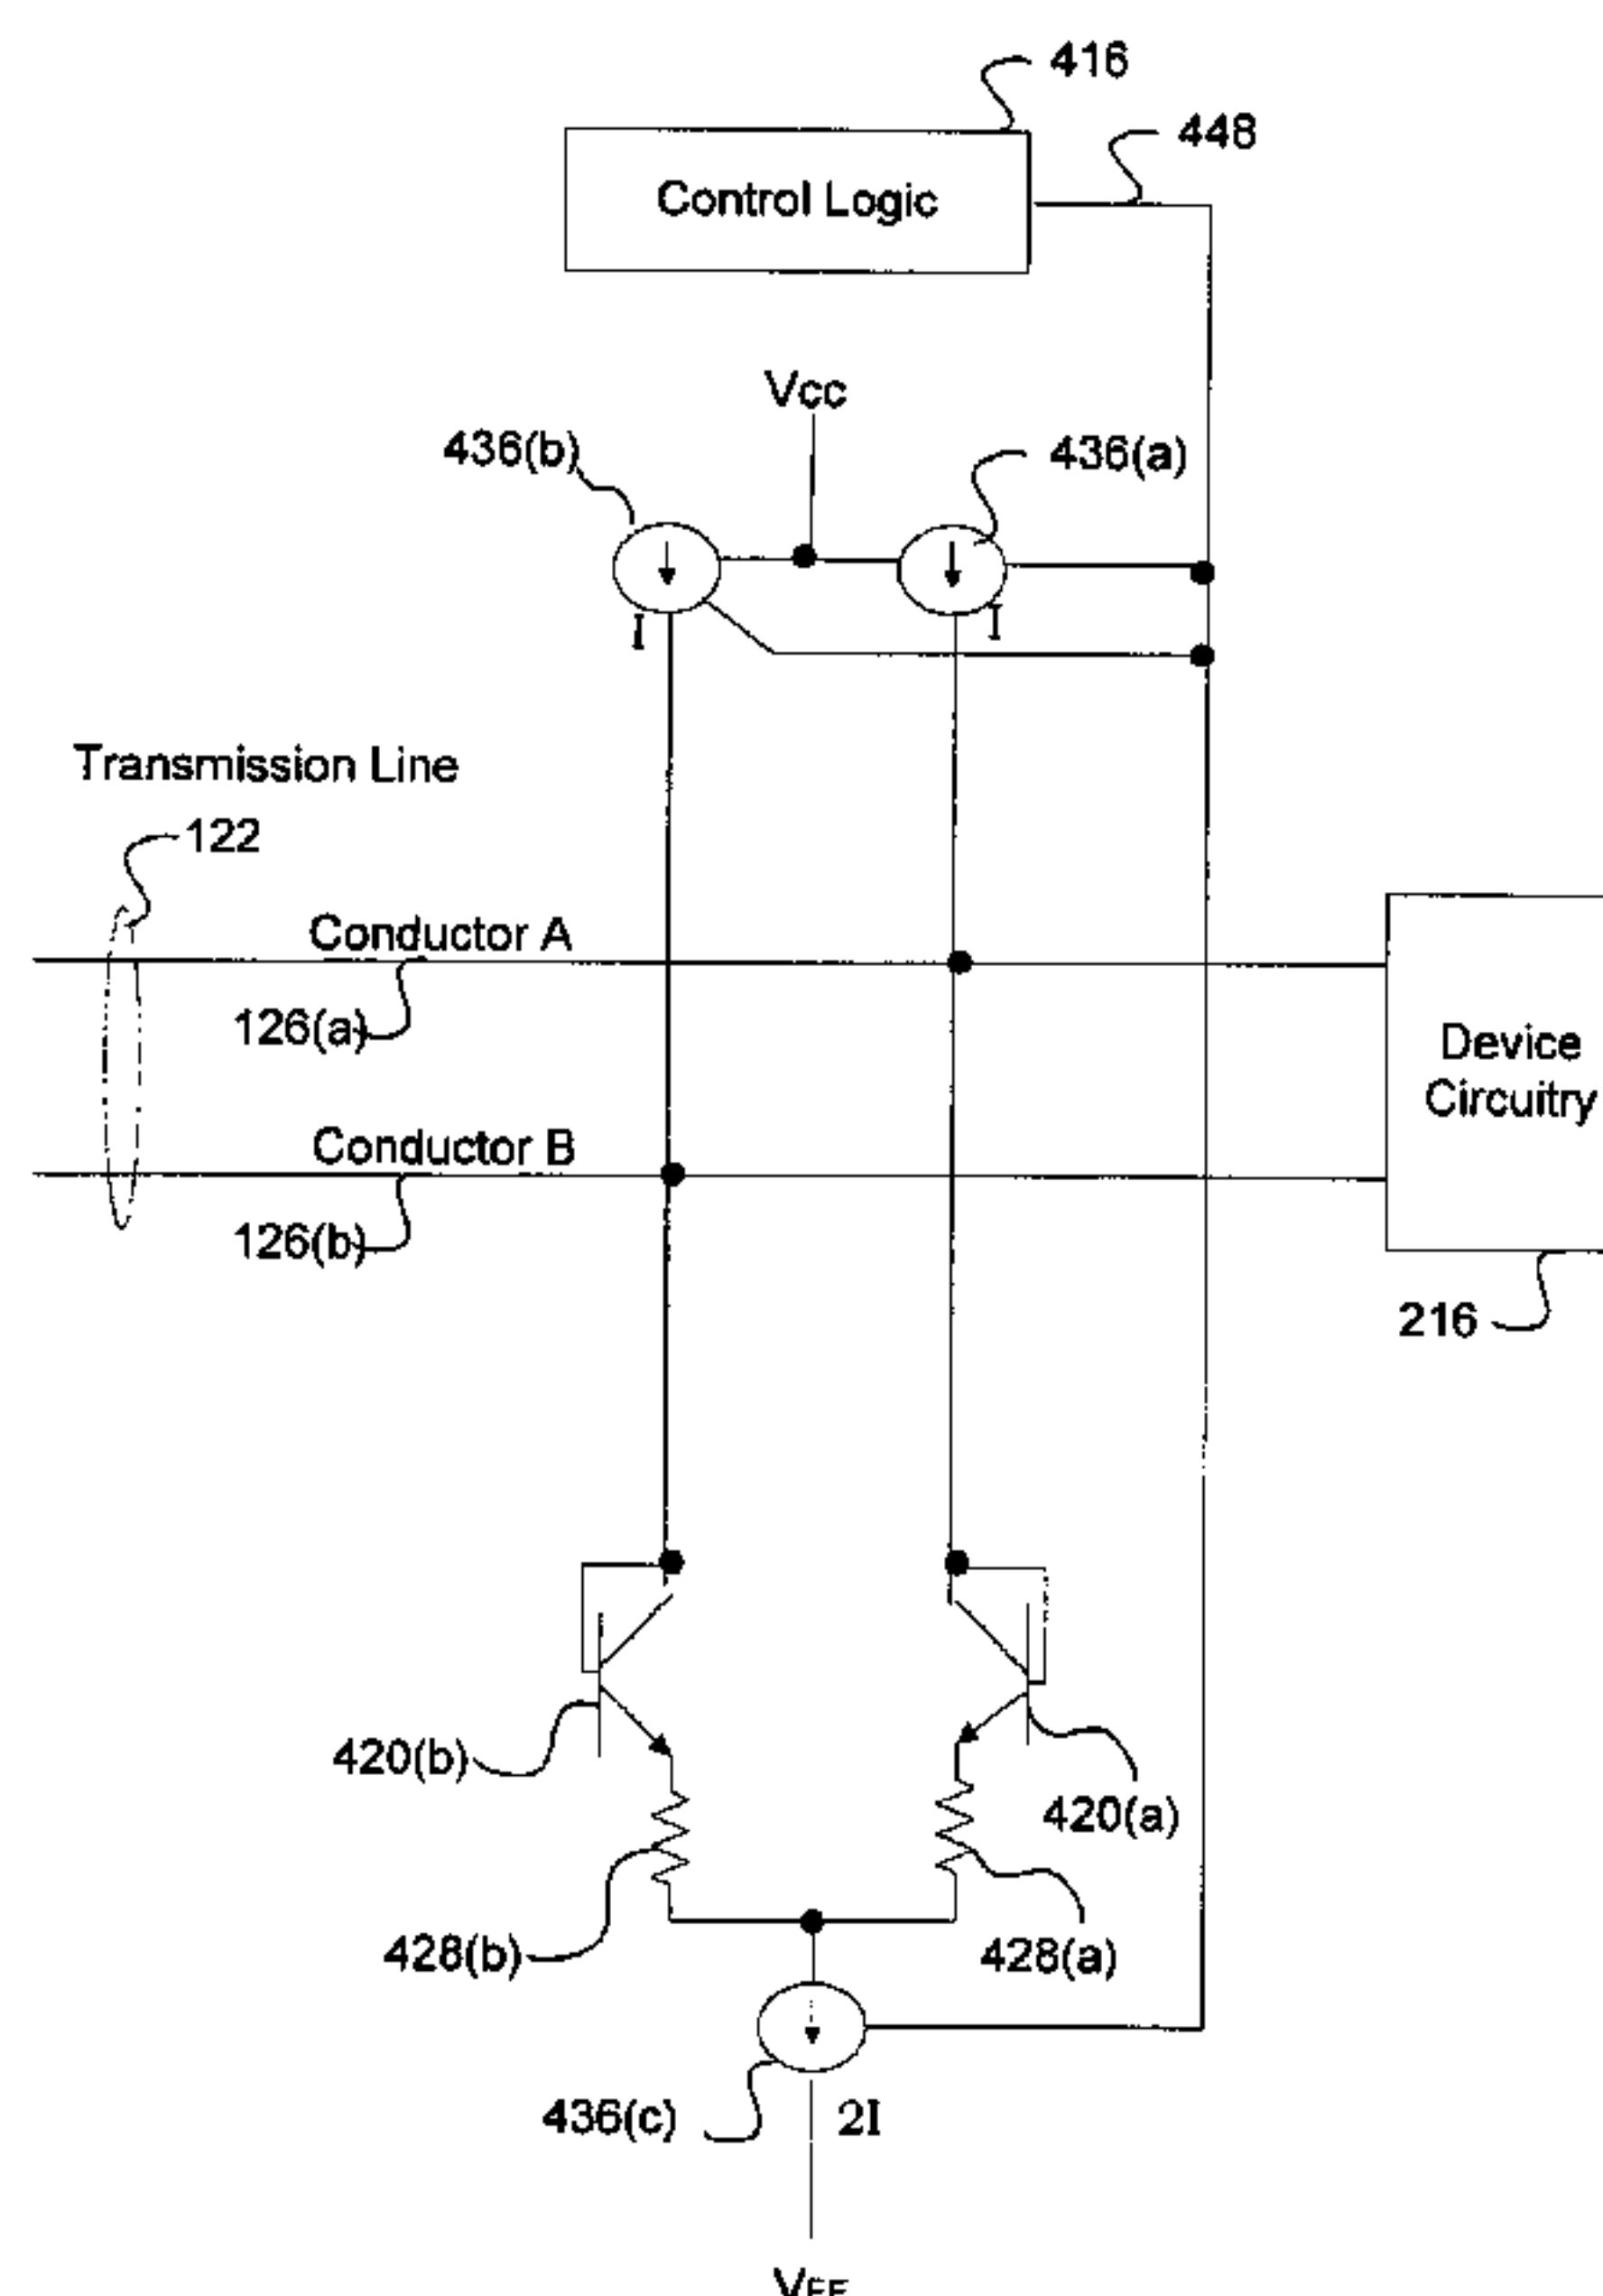 416
448
Control Logic
Vcc
436(b)
436(a)
I
I
Transmission Line
122
Conductor A
126(a)
Device
Circuitry
Conductor B
126(b)
216
420(b)
420(a)
428(b)
428(a)
436(c)
2I
VEE